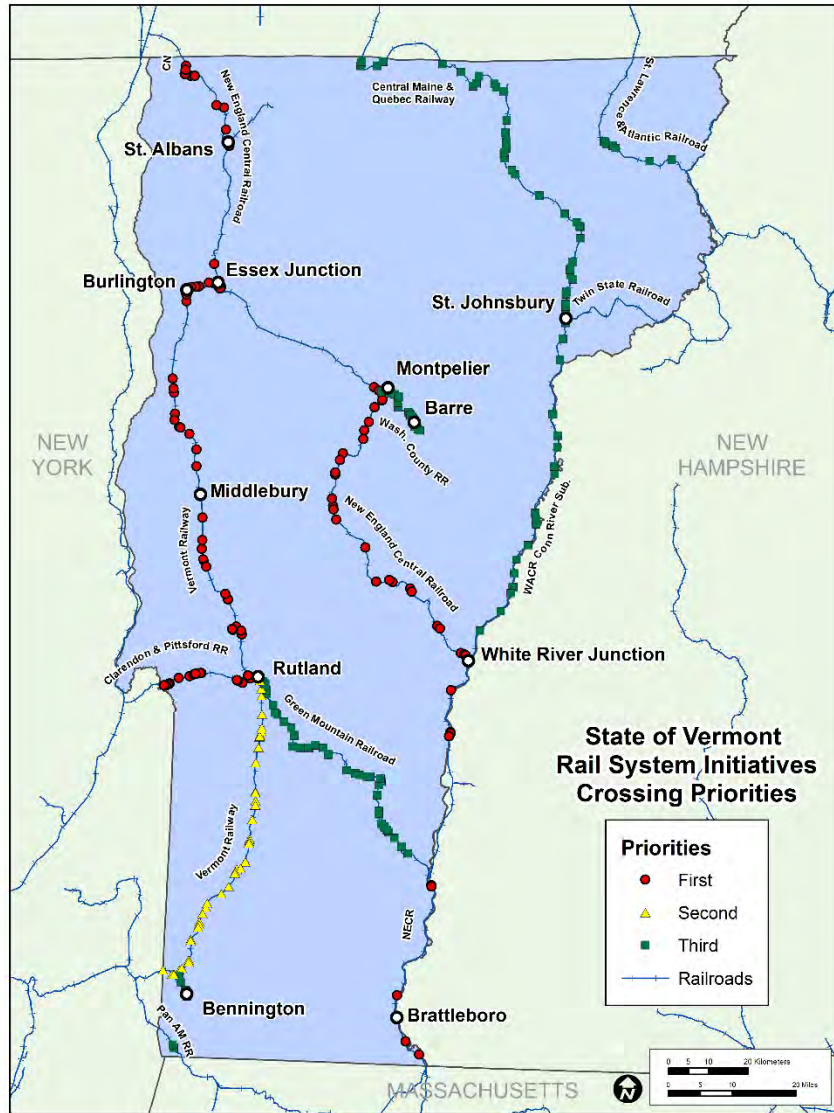 CN
New England Central Railroad
St. Albans
Central Maine &
Quebec Railway
St. Lawrence &
Atlantic Railroad
Burlington
Essex Junction
St. Johnsbury
Twin State Railroad
Montpelier
Barre
Wash. County RR
NEW
YORK
NEW
HAMPSHIRE
Middlebury
Vermont Railway
New England Central Railroad
WACR Conn River Sub.
Clarendon & Pittsford RR
Rutland
White River Junction
Green Mountain Railroad
State of Vermont
Rail System Initiatives
Crossing Priorities
Vermont Railway
Priorities
First
Second
Third
Railroads
NECR
Bennington
Brattleboro
Pan AM RR
MASSACHUSETTS
N
0 5 10 20 Kilometers
0 5 10 20 Miles